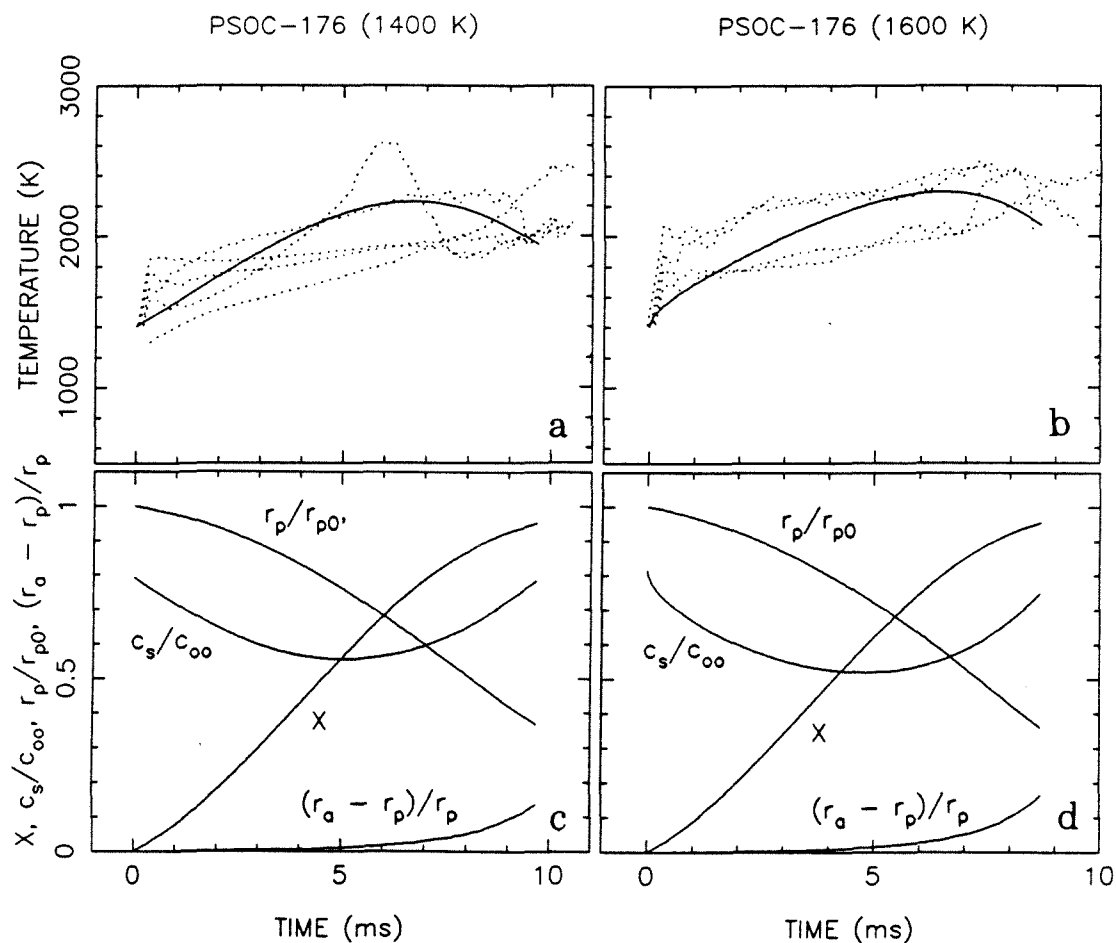 PSOC-176 (1400 K)
PSOC-176 (1600 K)
TEMPERATURE (K)
3000
2000
1000
a
b
X, c_s/c_oo, r_p/r_p0, (r_a - r_p)/r_p
1
0.5
0
r_p/r_p0,
c_s/c_oo
X
(r_a - r_p)/r_p
c
r_p/r_p0
c_s/c_oo
X
(r_a - r_p)/r_p
d
0 5 10
0 5 10
TIME (ms)
TIME (ms)